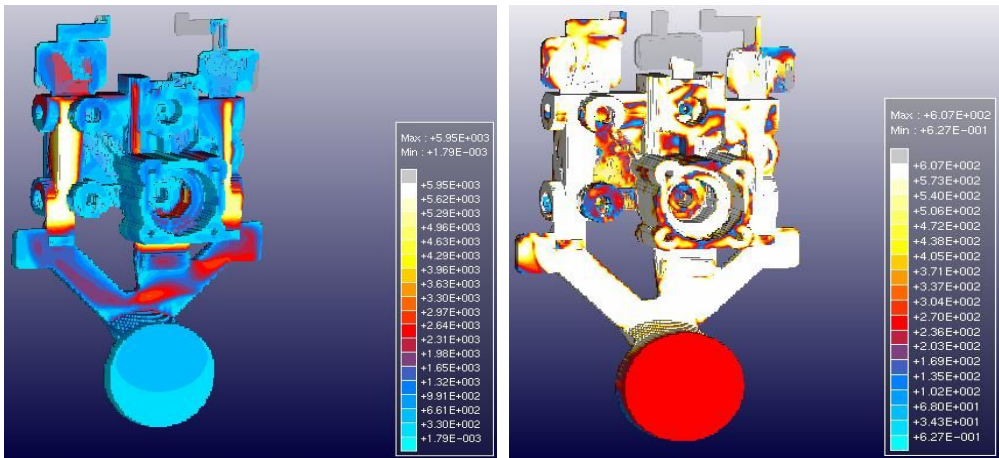 Max : +5.95E+003
Min : +1.79E-003
+5.95E+003
+5.62E+003
+5.29E+003
+4.96E+003
+4.63E+003
+4.29E+003
+3.96E+003
+3.63E+003
+3.30E+003
+2.97E+003
+2.64E+003
+2.31E+003
+1.98E+003
+1.65E+003
+1.32E+003
+9.91E+002
+6.61E+002
+3.30E+002
+1.79E-003
Max : +6.07E+002
Min : +6.27E-001
+6.07E+002
+5.73E+002
+5.40E+002
+5.06E+002
+4.72E+002
+4.38E+002
+4.05E+002
+3.71E+002
+3.37E+002
+3.04E+002
+2.70E+002
+2.36E+002
+2.03E+002
+1.69E+002
+1.35E+002
+1.02E+002
+6.80E+001
+3.43E+001
+6.27E-001